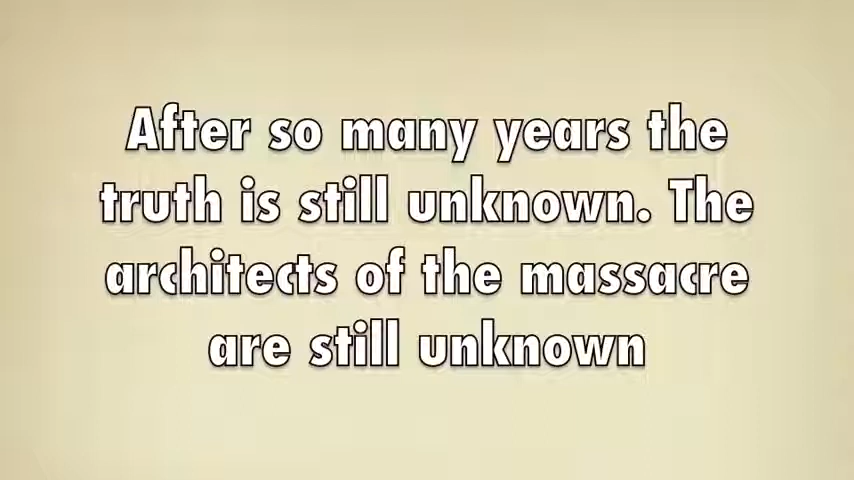 After so many years the
truth is still unknown. The
architects of the massacre
are still unknown